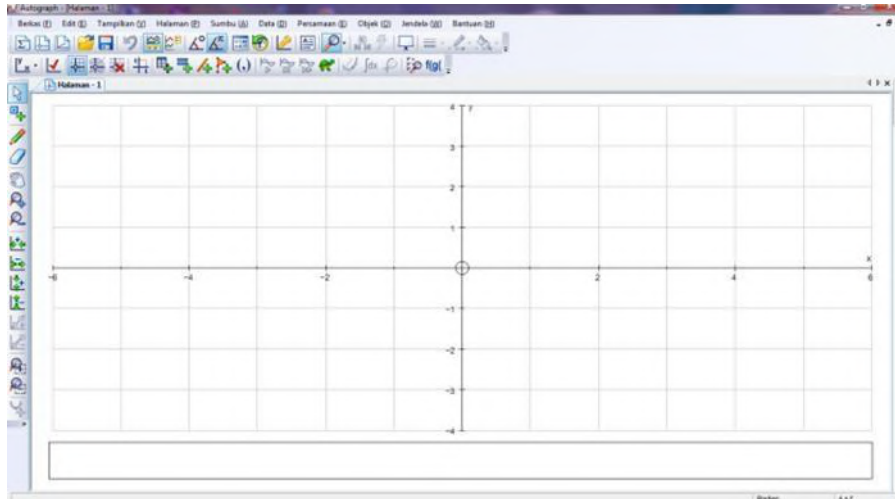 Autograph - [Halaman - 1]
Berkas (F) Edit (E) Tampilkan (V) Halaman (P) Sumbu (A) Data (D) Persamaan (E) Objek (O) Jendela (W) Bantuan (H)
f(g(
Halaman - 1
4 y
3
2
1
x
-6 -4 -2 2 4 6
-1
-2
-3
-4